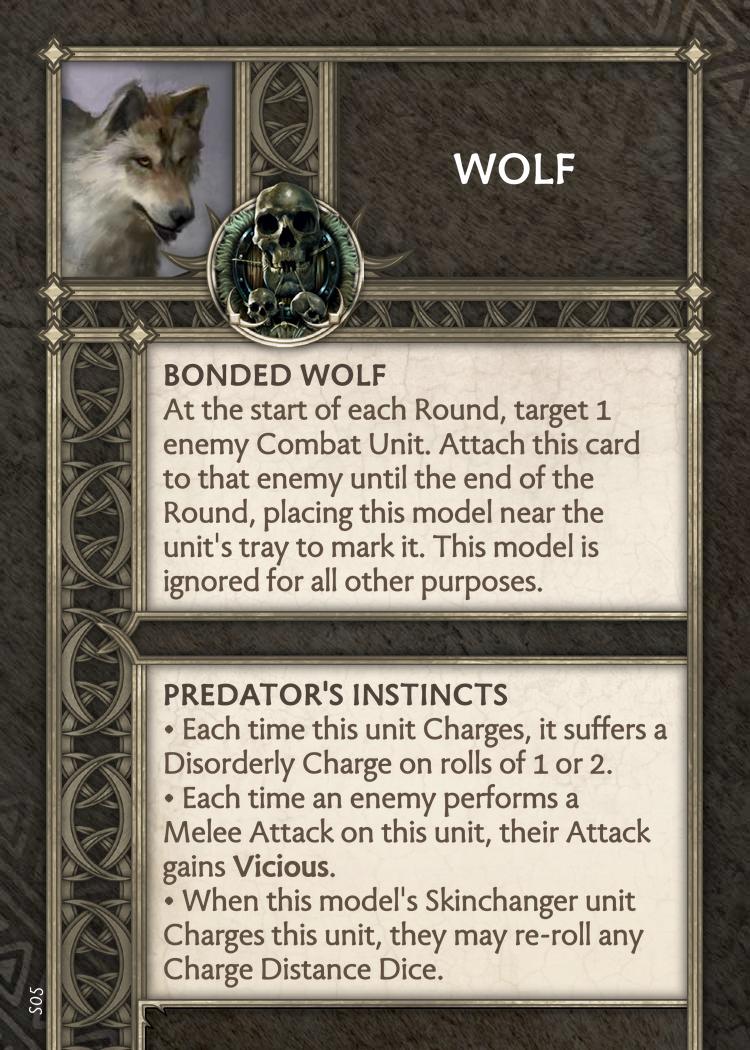 WOLF
BONDED WOLF
At the start of each Round, target 1
enemy Combat Unit. Attach this card
to that enemy until the end of the
Round, placing this model near the
unit's tray to mark it. This model is
ignored for all other purposes.
PREDATOR'S INSTINCTS
• Each time this unit Charges, it suffers a
Disorderly Charge on rolls of 1 or 2.
• Each time an enemy performs a
Melee Attack on this unit, their Attack
gains Vicious.
• When this model's Skinchanger unit
Charges this unit, they may re-roll any
Charge Distance Dice.
S05